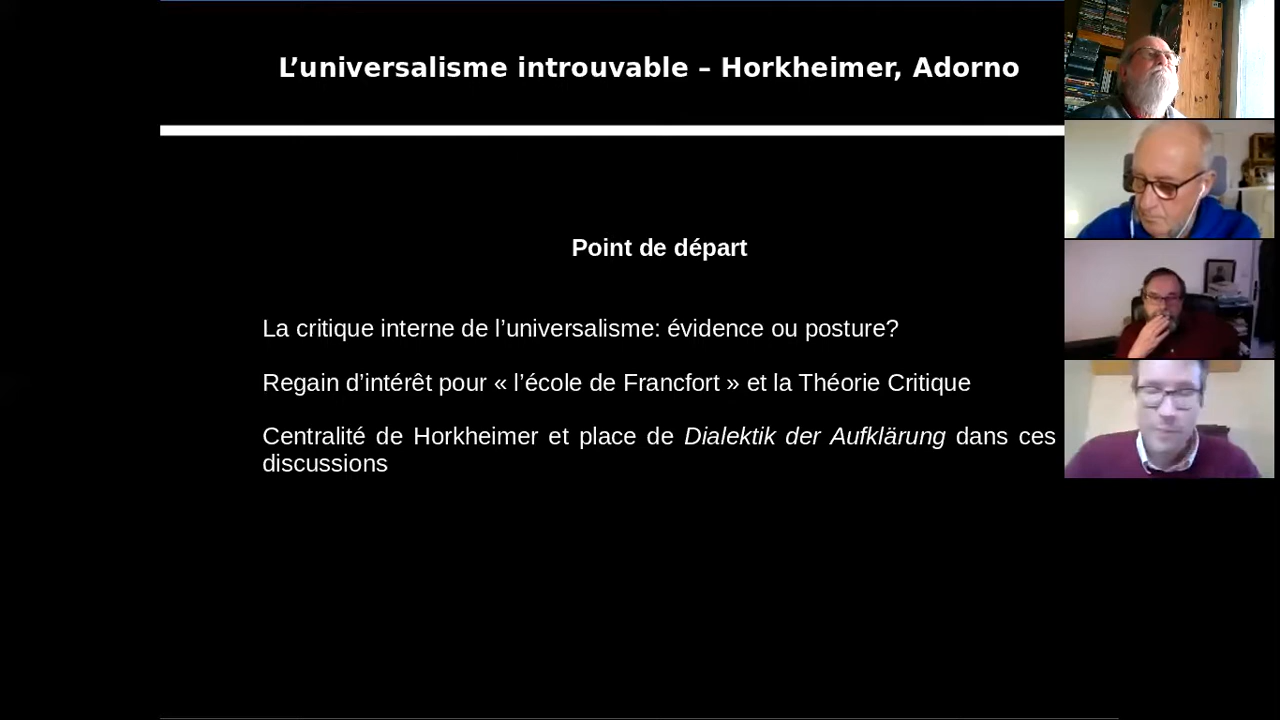 L’universalisme introuvable – Horkheimer, Adorno
Point de départ
La critique interne de l’universalisme: évidence ou posture?
Regain d’intérêt pour « l’école de Francfort » et la Théorie Critique
Centralité de Horkheimer et place de Dialektik der Aufklärung dans ces
discussions